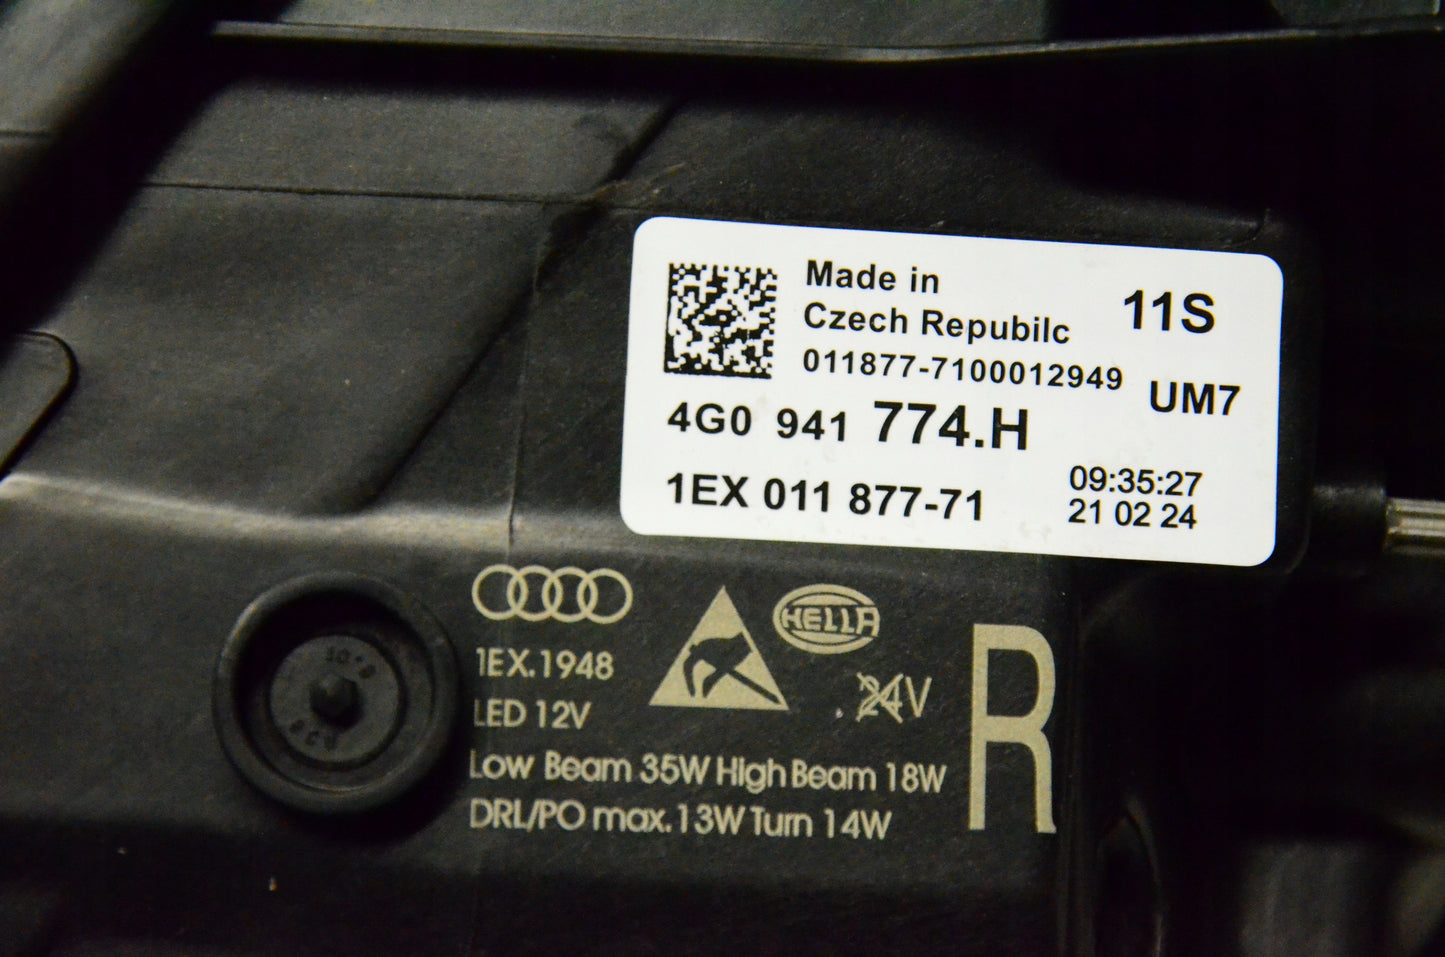 Made in
Czech Repubilc
11S
011877-7100012949
UM7
4G0 941 774.H
1EX 011 877-71
09:35:27
21 02 24
HELLA
1EX.1948
LED 12V
24V
R
Low Beam 35W High Beam 18W
DRL/PO max. 13W Turn 14W